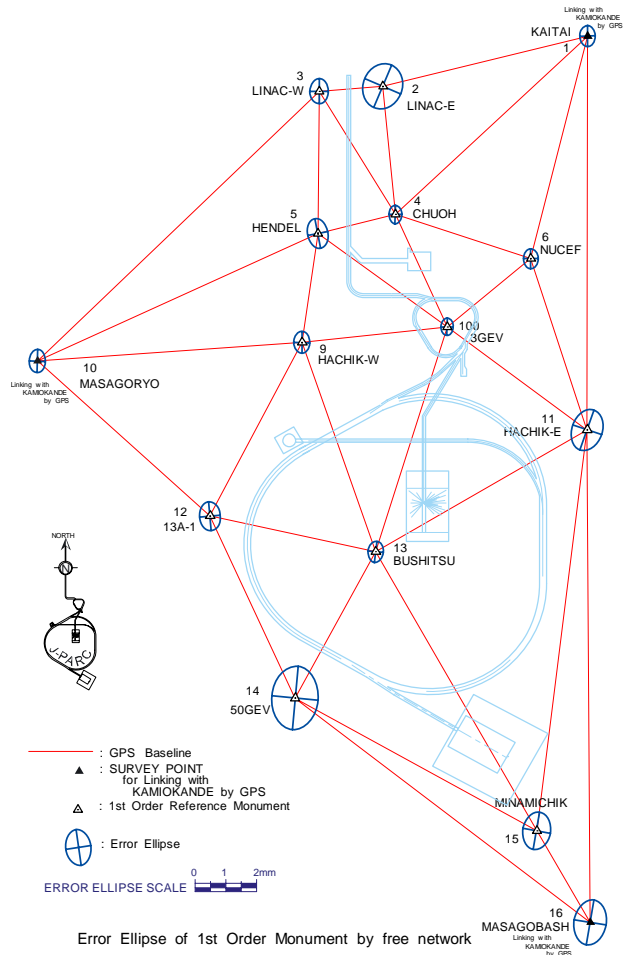 Linking with
KAMIOKANDE
by GPS
KAITAI
1
3
LINAC-W
2
LINAC-E
4
CHUOH
5
HENDEL
6
NUCEF
100
3GEV
9
HACHIK-W
10
MASAGORYO
Linking with
KAMIOKANDE
by GPS
11
HACHIK-E
12
13A-1
13
BUSHITSU
NORTH
N
J-PARC
14
50GEV
: GPS Baseline
: SURVEY POINT
for Linking with
KAMIOKANDE by GPS
: 1st Order Reference Monument
: Error Ellipse
MINAMICHIK
15
0 1 2mm
ERROR ELLIPSE SCALE
16
MASAGOBASH
Linking with
KAMIOKANDE
by GPS
Error Ellipse of 1st Order Monument by free network